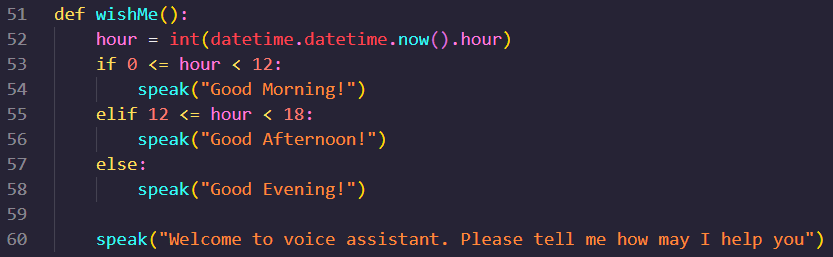 51 def wishMe():
52     hour = int(datetime.datetime.now().hour)
53     if 0 <= hour < 12:
54         speak("Good Morning!")
55     elif 12 <= hour < 18:
56         speak("Good Afternoon!")
57     else:
58         speak("Good Evening!")
59
60     speak("Welcome to voice assistant. Please tell me how may I help you")